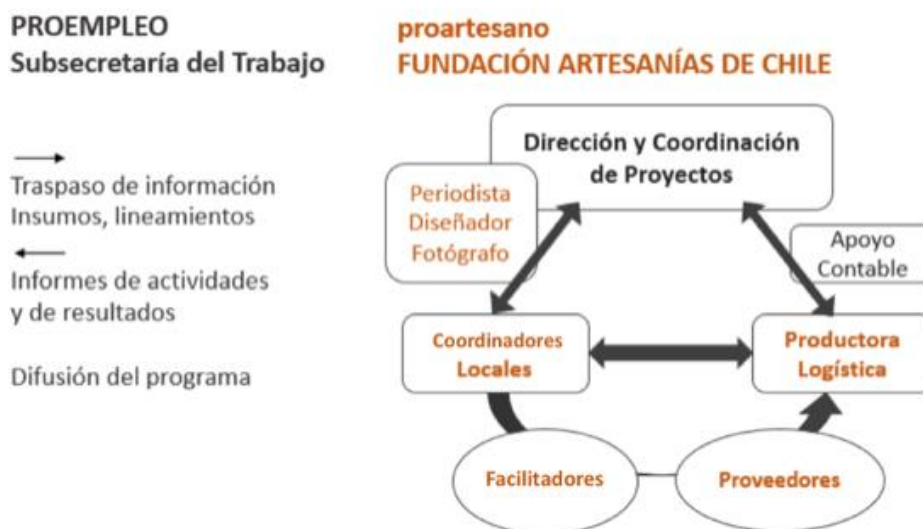 PROEMPLEO
Subsecretaría del Trabajo
Traspaso de información
Insumos, lineamientos
Informes de actividades
y de resultados
Difusión del programa
proartesano
FUNDACIÓN ARTESANÍAS DE CHILE
Dirección y Coordinación
de Proyectos
Periodista
Diseñador
Fotógrafo
Apoyo
Contable
Coordinadores
Locales
Productora
Logística
Facilitadores
Proveedores